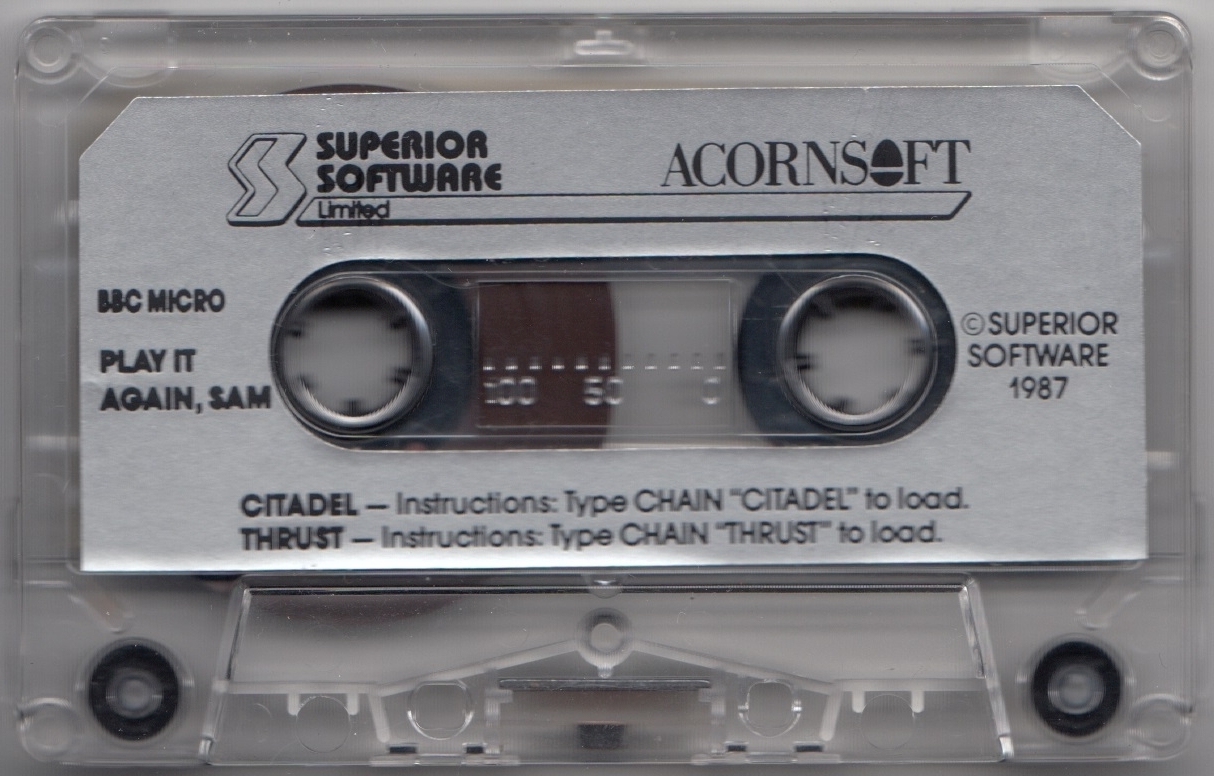 SUPERIOR
SOFTWARE
Limited
ACORNSOFT
BBC MICRO
PLAY IT
AGAIN, SAM
100 50 0
© SUPERIOR
SOFTWARE
1987
CITADEL — Instructions: Type CHAIN "CITADEL" to load.
THRUST — Instructions: Type CHAIN "THRUST" to load.